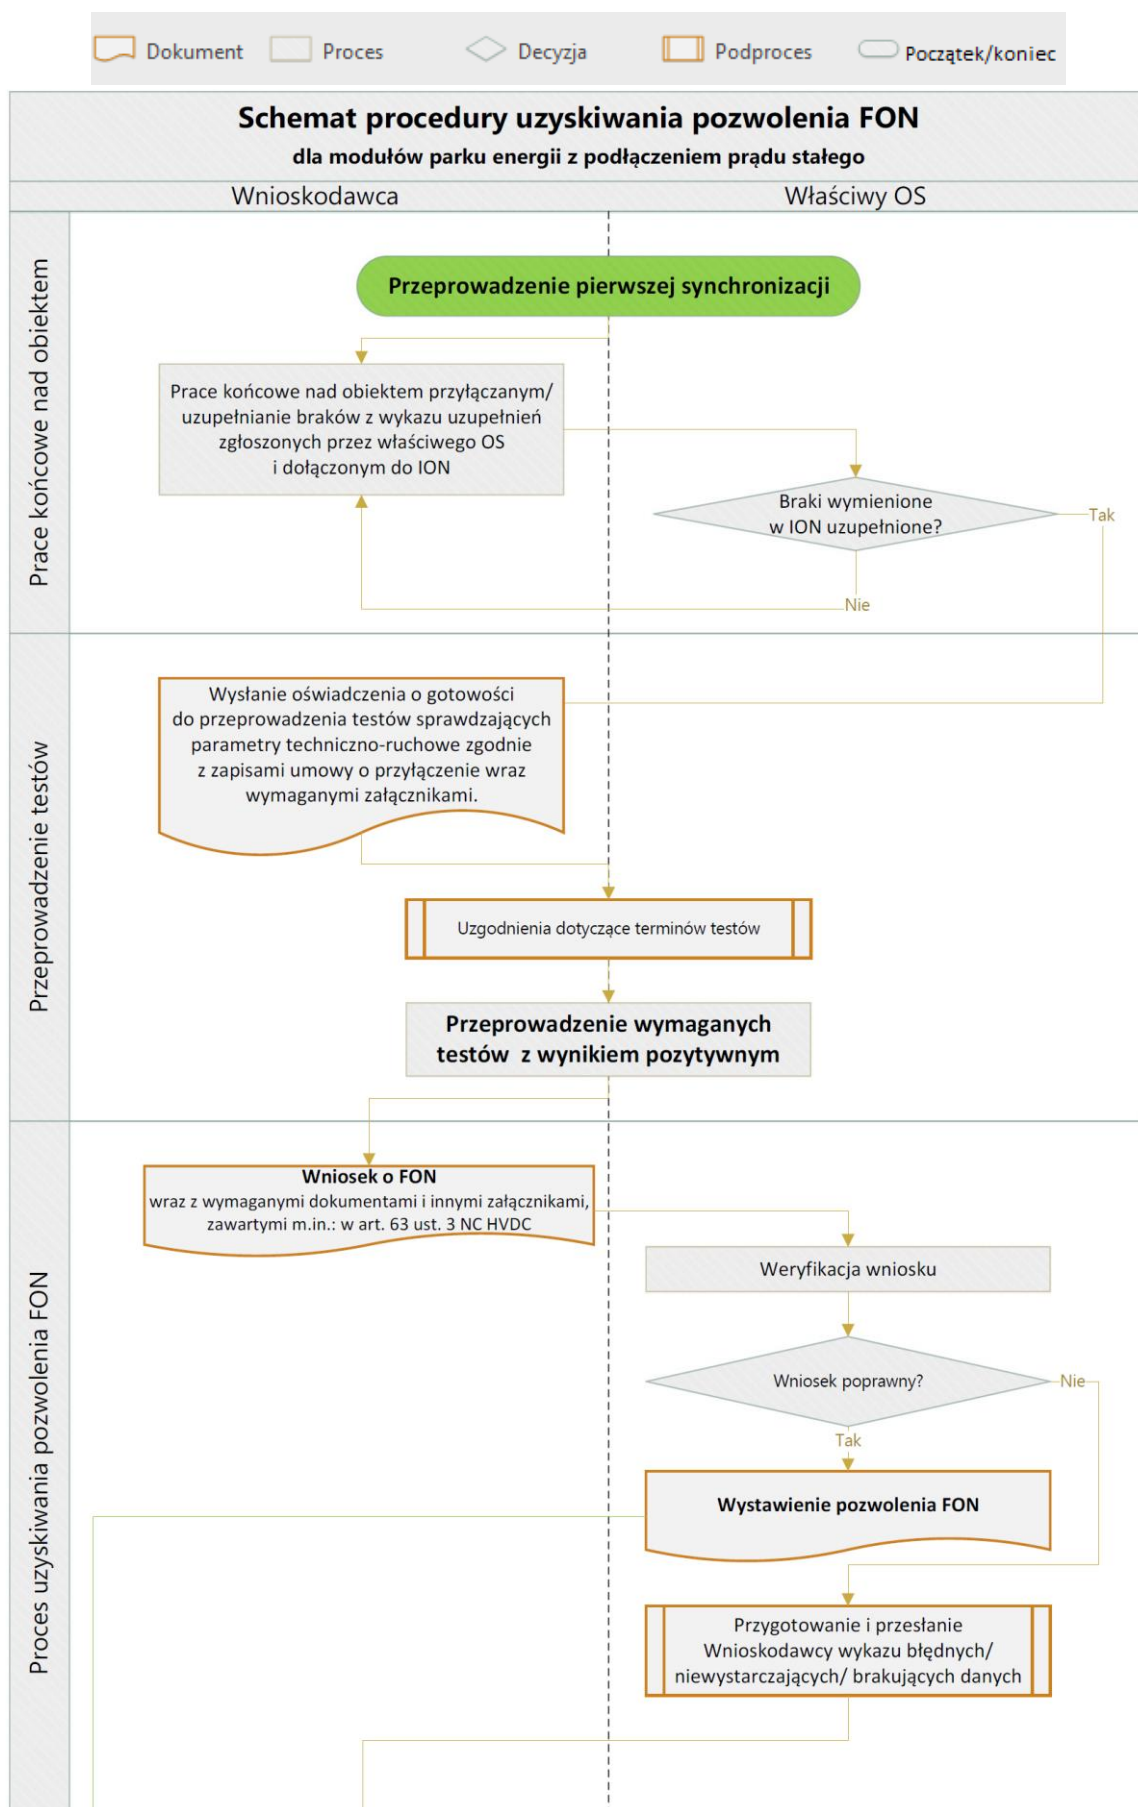 Dokument Proces Decyzja Podproces Początek/koniec
Schemat procedury uzyskiwania pozwolenia FON
dla modułów parku energii z podłączeniem prądu stałego
Wnioskodawca Właściwy OS
Prace końcowe nad obiektem
Przeprowadzenie pierwszej synchronizacji
Prace końcowe nad obiektem przyłączanym/
uzupełnianie braków z wykazu uzupełnień
zgłoszonych przez właściwego OS
i dołączonym do ION
Braki wymienione
w ION uzupełnione?
Tak
Nie
Przeprowadzenie testów
Wysłanie oświadczenia o gotowości
do przeprowadzenia testów sprawdzających
parametry techniczno-ruchowe zgodnie
z zapisami umowy o przyłączenie wraz
wymaganymi załącznikami.
Uzgodnienia dotyczące terminów testów
Przeprowadzenie wymaganych
testów z wynikiem pozytywnym
Proces uzyskiwania pozwolenia FON
Wniosek o FON
wraz z wymaganymi dokumentami i innymi załącznikami,
zawartymi m.in.: w art. 63 ust. 3 NC HVDC
Weryfikacja wniosku
Wniosek poprawny?
Nie
Tak
Wystawienie pozwolenia FON
Przygotowanie i przesłanie
Wnioskodawcy wykazu błędnych/
niewystarczających/ brakujących danych